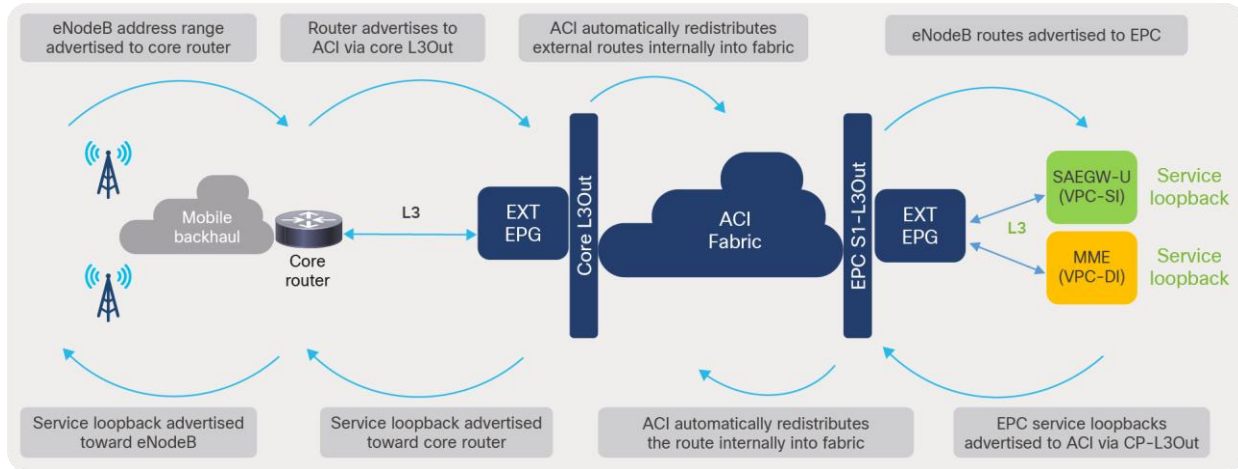 eNodeB address range
advertised to core router
Router advertises to
ACI via core L3Out
ACI automatically redistributes
external routes internally into fabric
eNodeB routes advertised to EPC
Mobile
backhaul
Core
router
L3
EXT
EPG
Core L3Out
ACI
Fabric
EPC S1-L3Out
EXT
EPG
L3
SAEGW-U
(VPC-SI)
Service
loopback
MME
(VPC-DI)
Service
loopback
Service loopback advertised
toward eNodeB
Service loopback advertised
toward core router
ACI automatically redistributes
the route internally into fabric
EPC service loopbacks
advertised to ACI via CP-L3Out